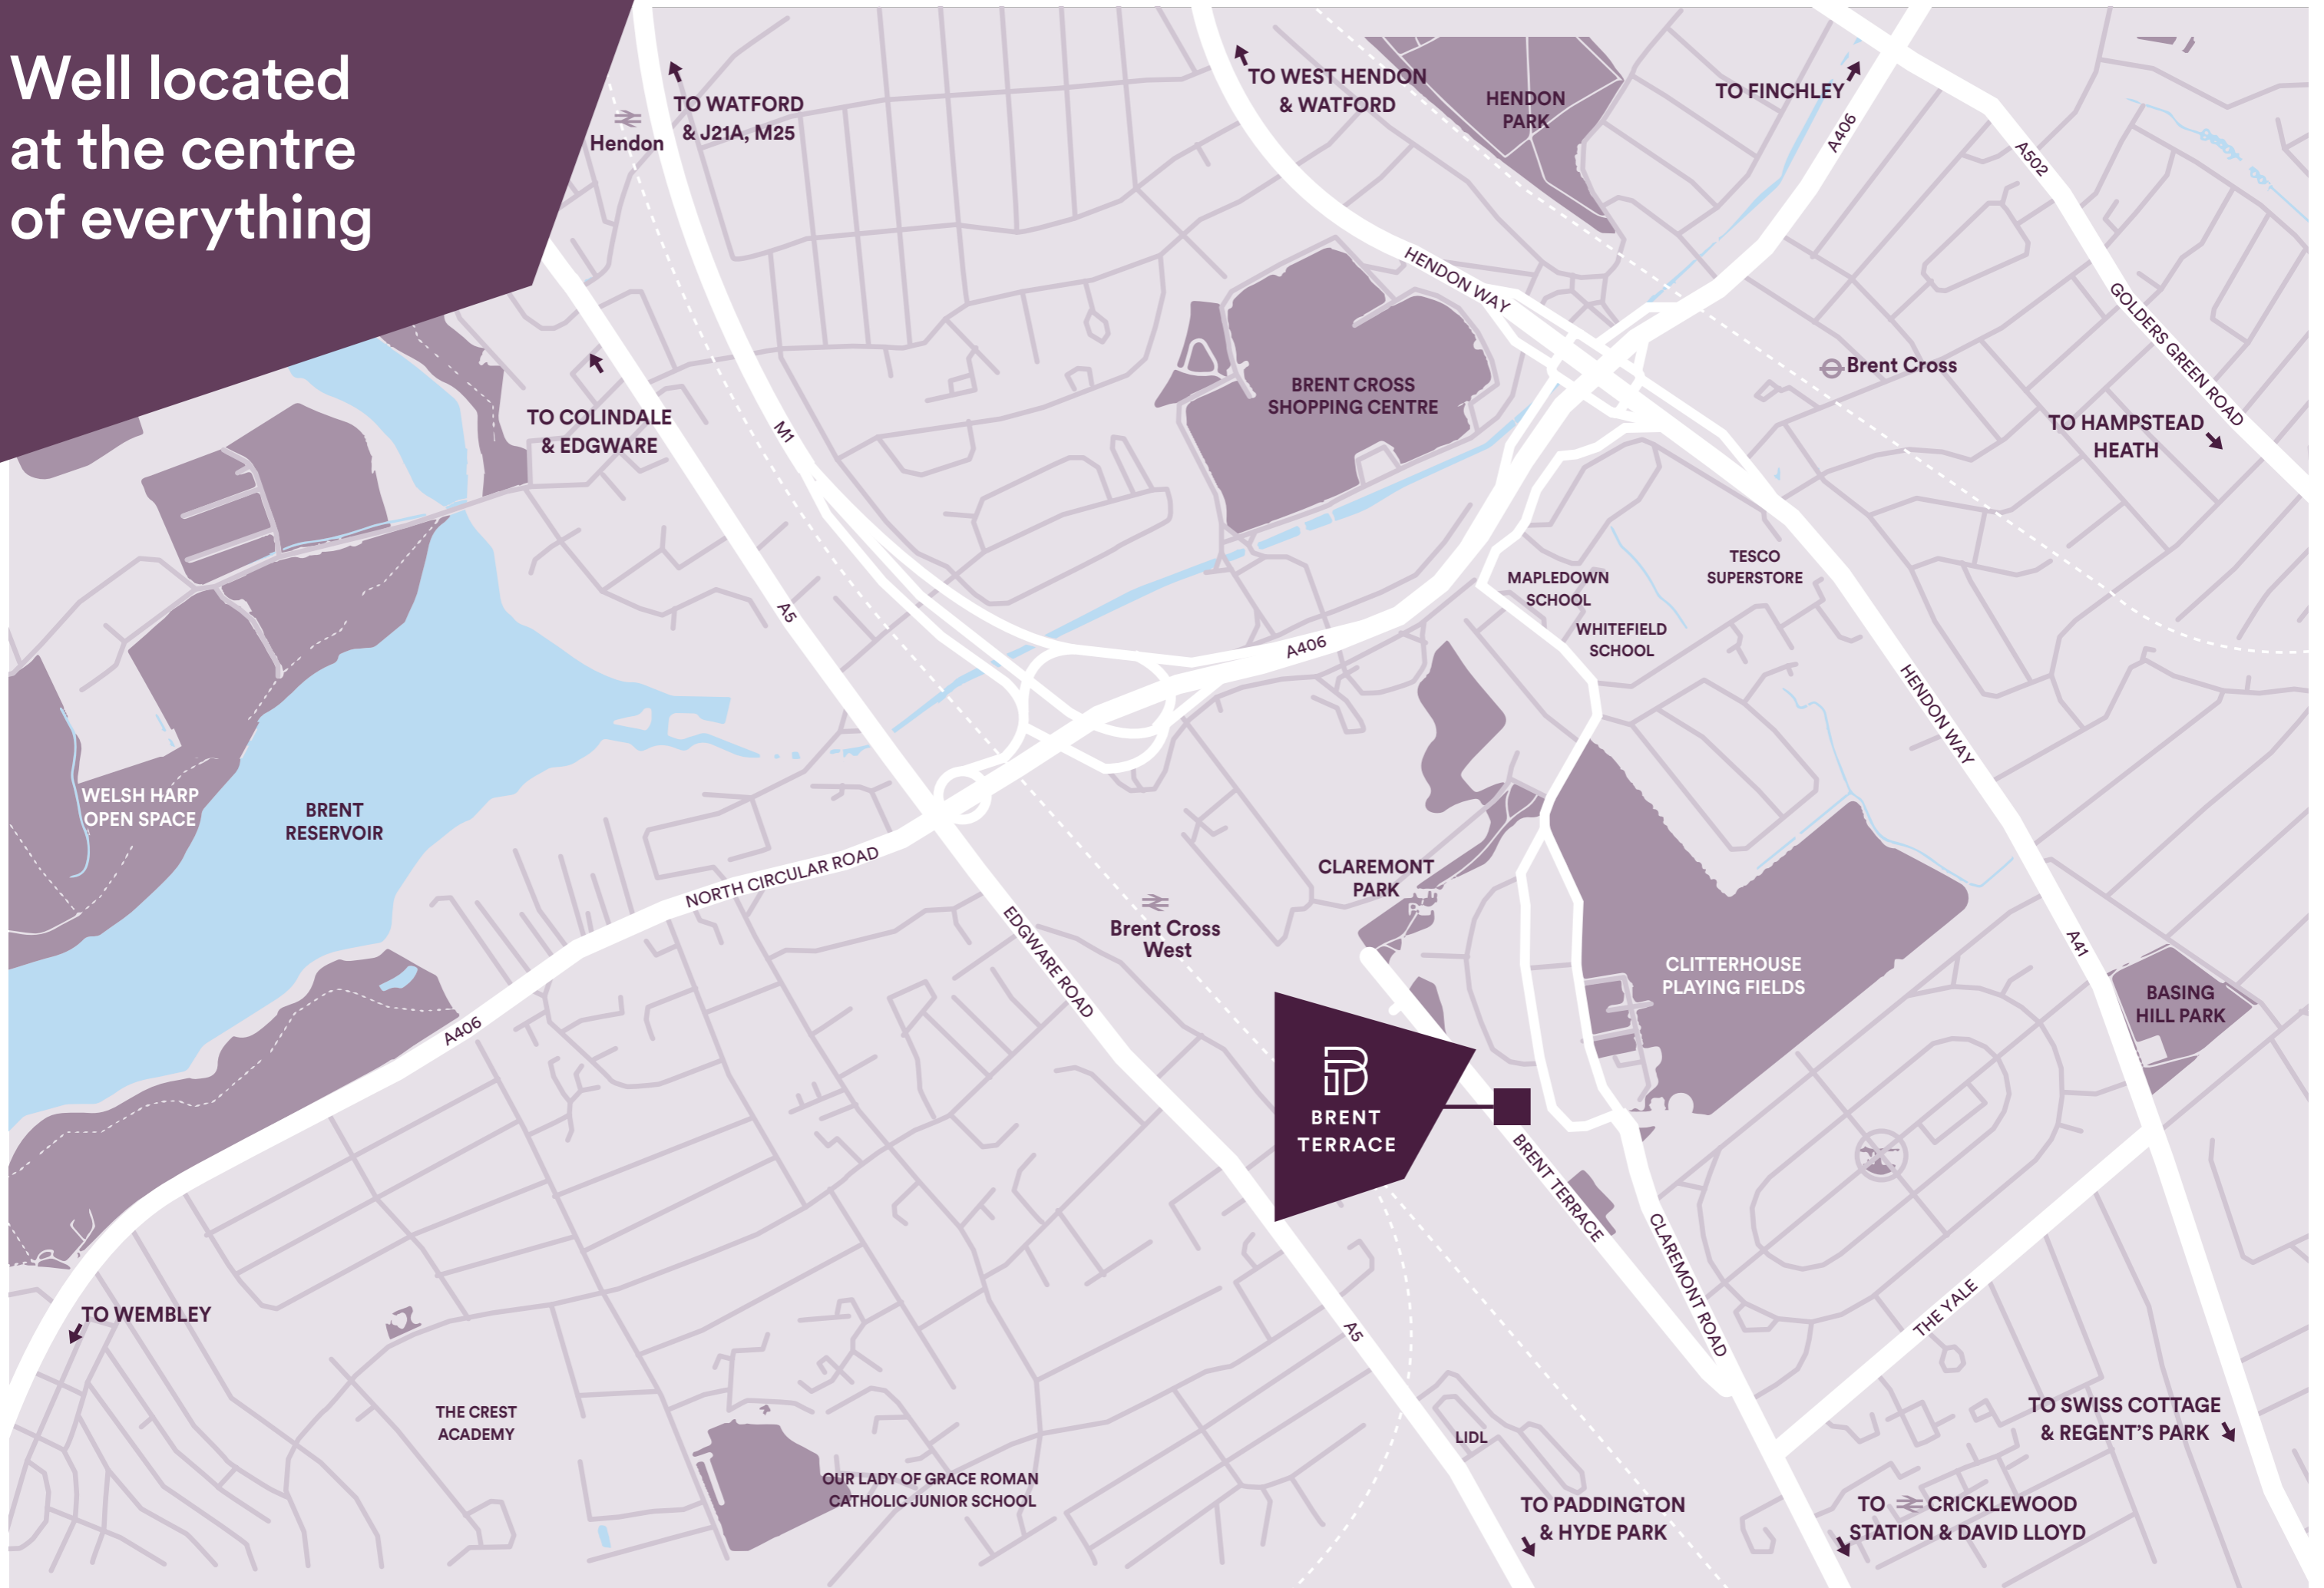 Well located
at the centre
of everything
TO WATFORD
& J21A, M25
Hendon
TO WEST HENDON
& WATFORD
HENDON
PARK
TO FINCHLEY
A406
A502
HENDON WAY
GOLDERS GREEN ROAD
BRENT CROSS
SHOPPING CENTRE
Brent Cross
TO HAMPSTEAD
HEATH
TO COLINDALE
& EDGWARE
M1
A5
TESCO
SUPERSTORE
MAPLEDOWN
SCHOOL
WHITEFIELD
SCHOOL
A406
HENDON WAY
WELSH HARP
OPEN SPACE
BRENT
RESERVOIR
NORTH CIRCULAR ROAD
CLAREMONT
PARK
EDGWARE ROAD
Brent Cross
West
CLITTERHOUSE
PLAYING FIELDS
A41
BASING
HILL PARK
A406
BRENT
TERRACE
BRENT TERRACE
CLAREMONT ROAD
THE YALE
TO WEMBLEY
A5
THE CREST
ACADEMY
LIDL
TO SWISS COTTAGE
& REGENT'S PARK
OUR LADY OF GRACE ROMAN
CATHOLIC JUNIOR SCHOOL
TO PADDINGTON
& HYDE PARK
TO CRICKLEWOOD
STATION & DAVID LLOYD